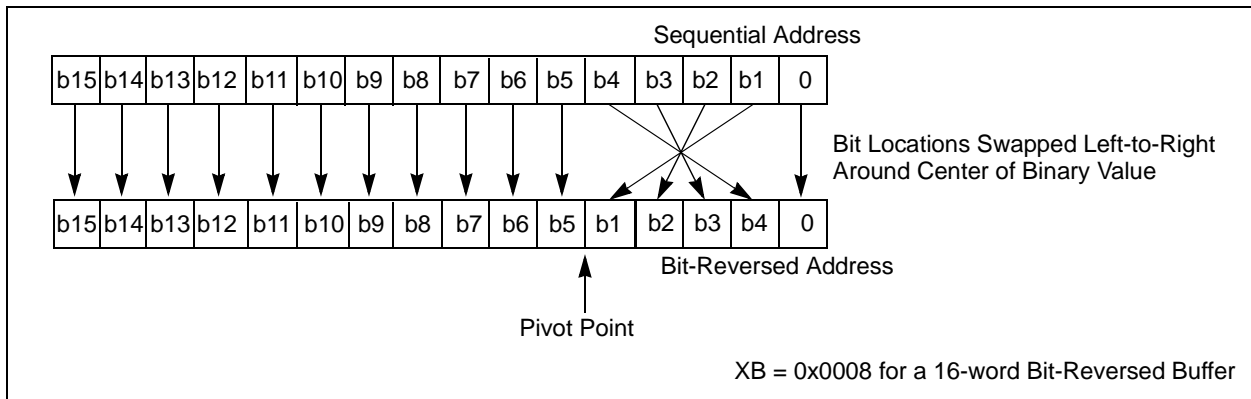 Sequential Address
b15 b14 b13 b12 b11 b10 b9 b8 b7 b6 b5 b4 b3 b2 b1 0
Bit Locations Swapped Left-to-Right
Around Center of Binary Value
b15 b14 b13 b12 b11 b10 b9 b8 b7 b6 b5 b1 b2 b3 b4 0
Bit-Reversed Address
Pivot Point
XB = 0x0008 for a 16-word Bit-Reversed Buffer